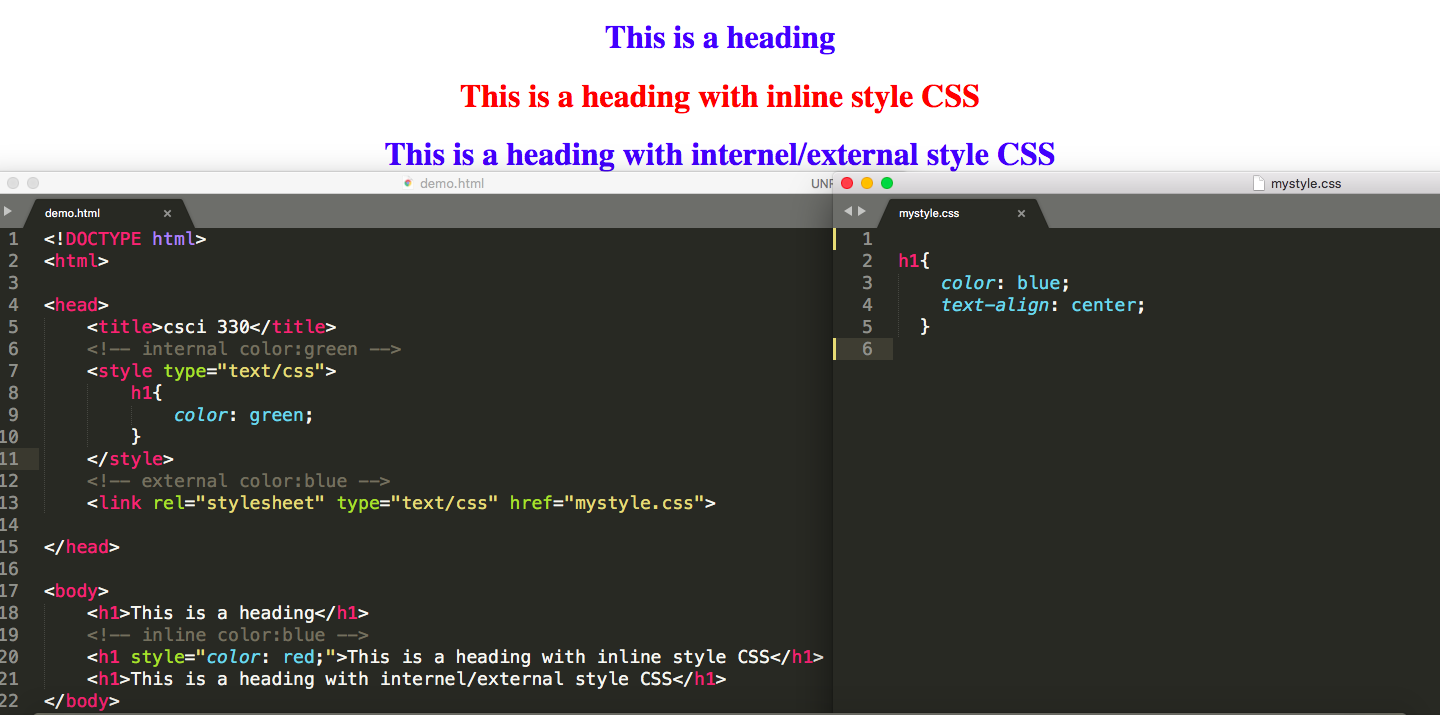 This is a heading
This is a heading with inline style CSS
This is a heading with internel/external style CSS
demo.html
demo.html
1 <!DOCTYPE html>
2 <html>
3
4 <head>
5 <title>csci 330</title>
6 <!-- internal color:green -->
7 <style type="text/css">
8 h1{
9 color: green;
10 }
11 </style>
12 <!-- external color:blue -->
13 <link rel="stylesheet" type="text/css" href="mystyle.css">
14
15 </head>
16
17 <body>
18 <h1>This is a heading</h1>
19 <!-- inline color:blue -->
20 <h1 style="color: red;">This is a heading with inline style CSS</h1>
21 <h1>This is a heading with internel/external style CSS</h1>
22 </body>
mystyle.css
mystyle.css
1
2 h1{
3 color: blue;
4 text-align: center;
5 }
6